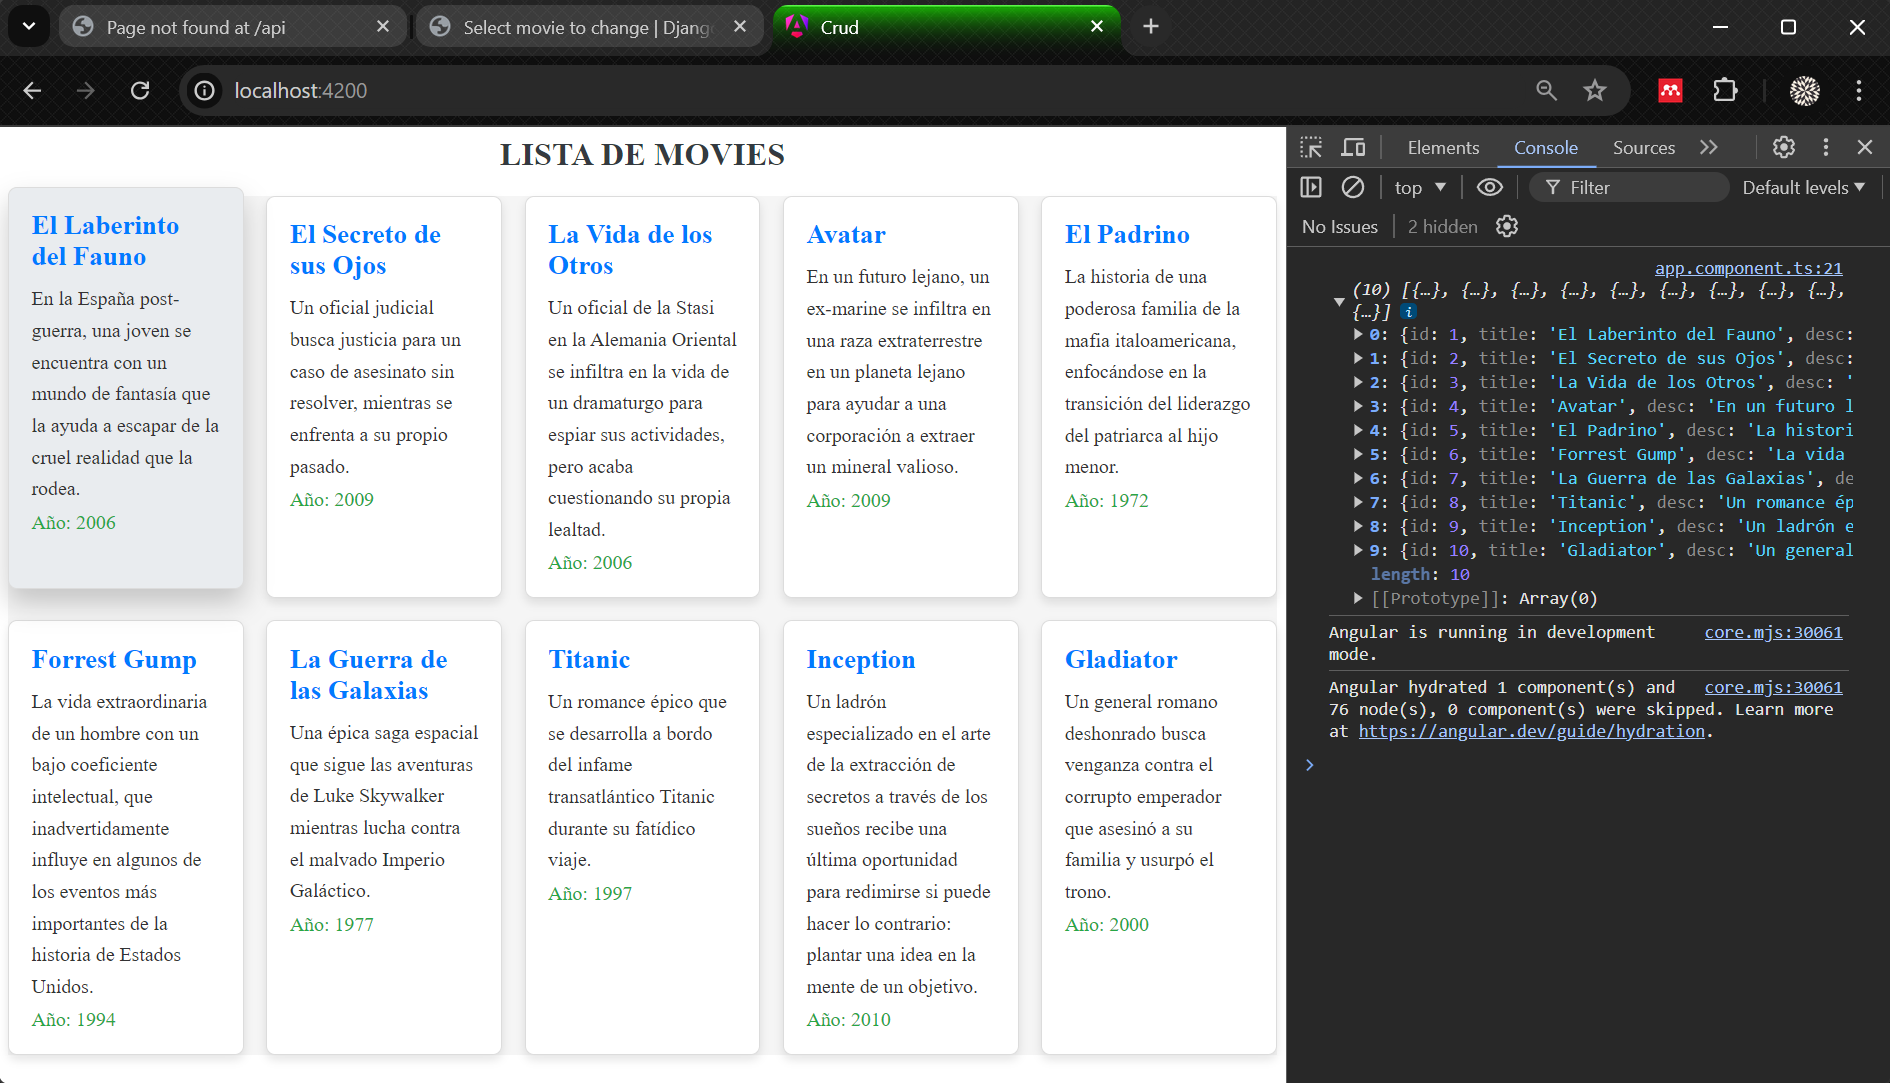 Page not found at /api
Select movie to change | Djang
Crud
localhost:4200
LISTA DE MOVIES
El Laberinto
del Fauno
En la España post-
guerra, una joven se
encuentra con un
mundo de fantasía que
la ayuda a escapar de la
cruel realidad que la
rodea.
Año: 2006
El Secreto de
sus Ojos
Un oficial judicial
busca justicia para un
caso de asesinato sin
resolver, mientras se
enfrenta a su propio
pasado.
Año: 2009
La Vida de los
Otros
Un oficial de la Stasi
en la Alemania Oriental
se infiltra en la vida de
un dramaturgo para
espiar sus actividades,
pero acaba
cuestionando su propia
lealtad.
Año: 2006
Avatar
En un futuro lejano, un
ex-marine se infiltra en
una raza extraterrestre
en un planeta lejano
para ayudar a una
corporación a extraer
un mineral valioso.
Año: 2009
El Padrino
La historia de una
poderosa familia de la
mafia italoamericana,
enfocándose en la
transición del liderazgo
del patriarca al hijo
menor.
Año: 1972
Forrest Gump
La vida extraordinaria
de un hombre con un
bajo coeficiente
intelectual, que
inadvertidamente
influye en algunos de
los eventos más
importantes de la
historia de Estados
Unidos.
Año: 1994
La Guerra de
las Galaxias
Una épica saga espacial
que sigue las aventuras
de Luke Skywalker
mientras lucha contra
el malvado Imperio
Galáctico.
Año: 1977
Titanic
Un romance épico que
se desarrolla a bordo
del infame
transatlántico Titanic
durante su fatídico
viaje.
Año: 1997
Inception
Un ladrón
especializado en el arte
de la extracción de
secretos a través de los
sueños recibe una
última oportunidad
para redimirse si puede
hacer lo contrario:
plantar una idea en la
mente de un objetivo.
Año: 2010
Gladiator
Un general romano
deshonrado busca
venganza contra el
corrupto emperador
que asesinó a su
familia y usurpó el
trono.
Año: 2000
Elements Console Sources
top Filter Default levels
No Issues 2 hidden
app.component.ts:21
(10) [{…}, {…}, {…}, {…}, {…}, {…}, {…}, {…}, {…},
{…}] i
0: {id: 1, title: 'El Laberinto del Fauno', desc:
1: {id: 2, title: 'El Secreto de sus Ojos', desc:
2: {id: 3, title: 'La Vida de los Otros', desc: '
3: {id: 4, title: 'Avatar', desc: 'En un futuro l
4: {id: 5, title: 'El Padrino', desc: 'La histori
5: {id: 6, title: 'Forrest Gump', desc: 'La vida
6: {id: 7, title: 'La Guerra de las Galaxias', de
7: {id: 8, title: 'Titanic', desc: 'Un romance ép
8: {id: 9, title: 'Inception', desc: 'Un ladrón e
9: {id: 10, title: 'Gladiator', desc: 'Un general
length: 10
[[Prototype]]: Array(0)
Angular is running in development core.mjs:30061
mode.
Angular hydrated 1 component(s) and core.mjs:30061
76 node(s), 0 component(s) were skipped. Learn more
at https://angular.dev/guide/hydration.